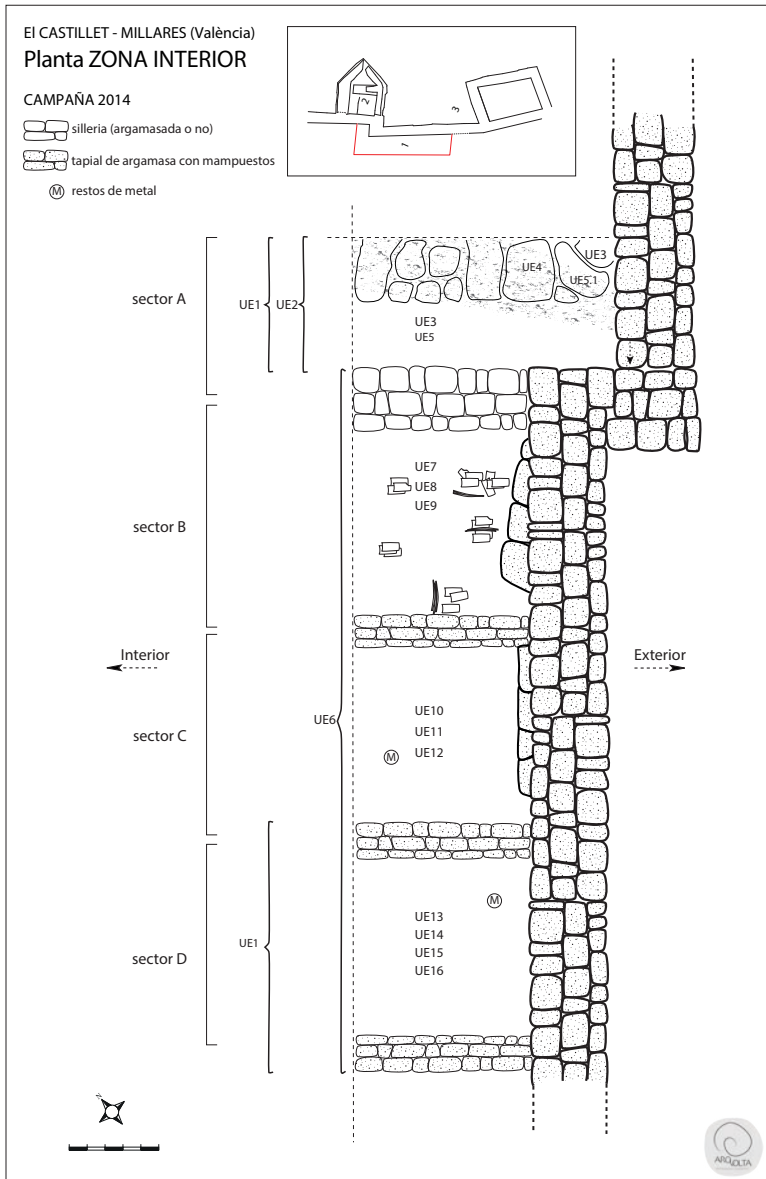 El CASTILLET - MILLARES (València)
Planta ZONA INTERIOR
CAMPAÑA 2014
silleria (argamasada o no)
tapial de argamasa con mampuestos
M restos de metal
2
3
1
sector A
UE1 UE2
UE4
UE3
UE5.1
UE3
UE5
sector B
UE7
UE8
UE9
Interior
Exterior
sector C
UE6
UE10
UE11
UE12
M
sector D
UE1
M
UE13
UE14
UE15
UE16
N